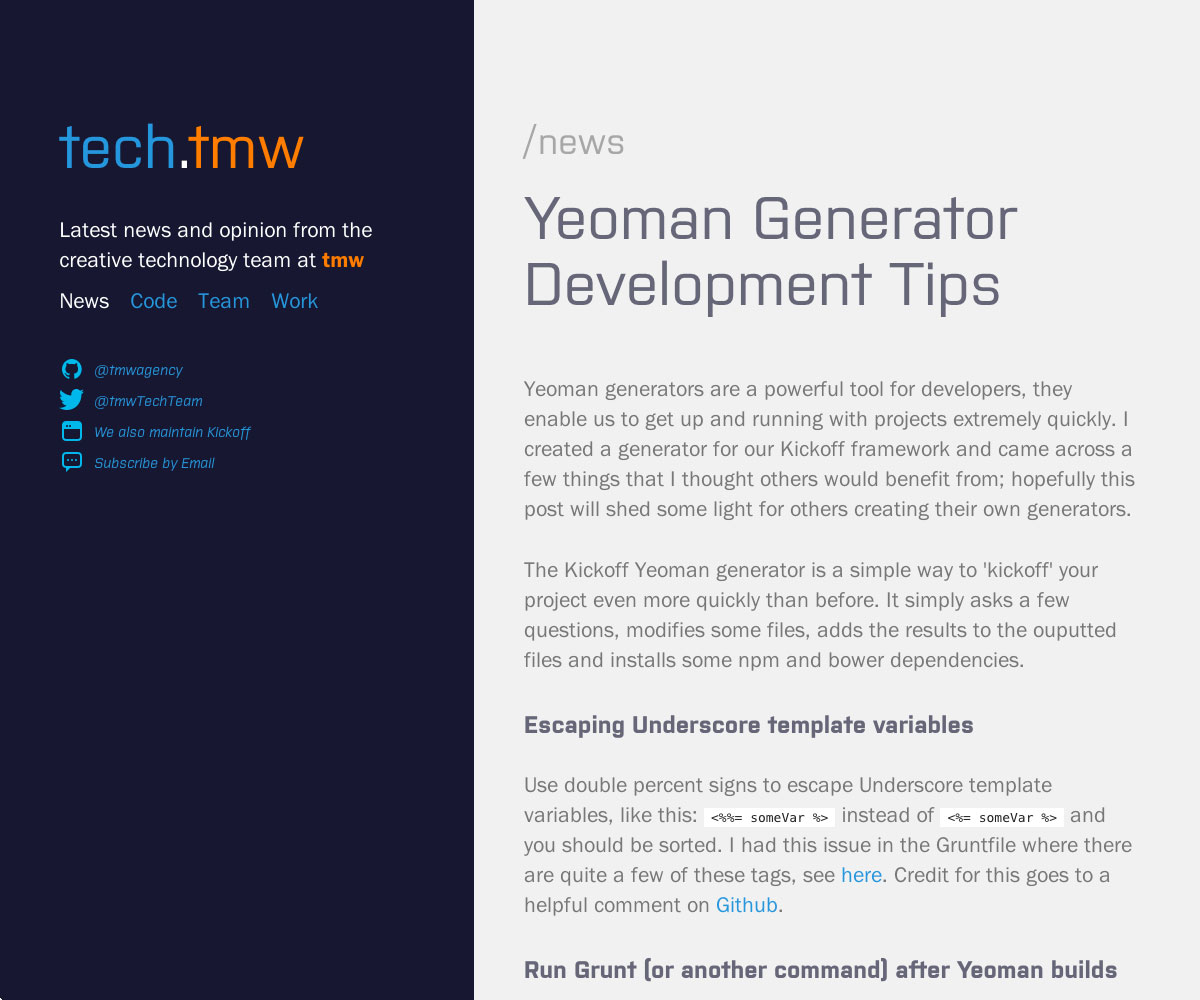 tech.tmw
Latest news and opinion from the
creative technology team at tmw
News Code Team Work
@tmwagency
@tmwTechTeam
We also maintain Kickoff
Subscribe by Email
/news
Yeoman Generator
Development Tips
Yeoman generators are a powerful tool for developers, they
enable us to get up and running with projects extremely quickly. I
created a generator for our Kickoff framework and came across a
few things that I thought others would benefit from; hopefully this
post will shed some light for others creating their own generators.
The Kickoff Yeoman generator is a simple way to 'kickoff' your
project even more quickly than before. It simply asks a few
questions, modifies some files, adds the results to the ouputted
files and installs some npm and bower dependencies.
Escaping Underscore template variables
Use double percent signs to escape Underscore template
variables, like this: <%%= someVar %> instead of <%= someVar %> and
you should be sorted. I had this issue in the Gruntfile where there
are quite a few of these tags, see here. Credit for this goes to a
helpful comment on Github.
Run Grunt (or another command) after Yeoman builds